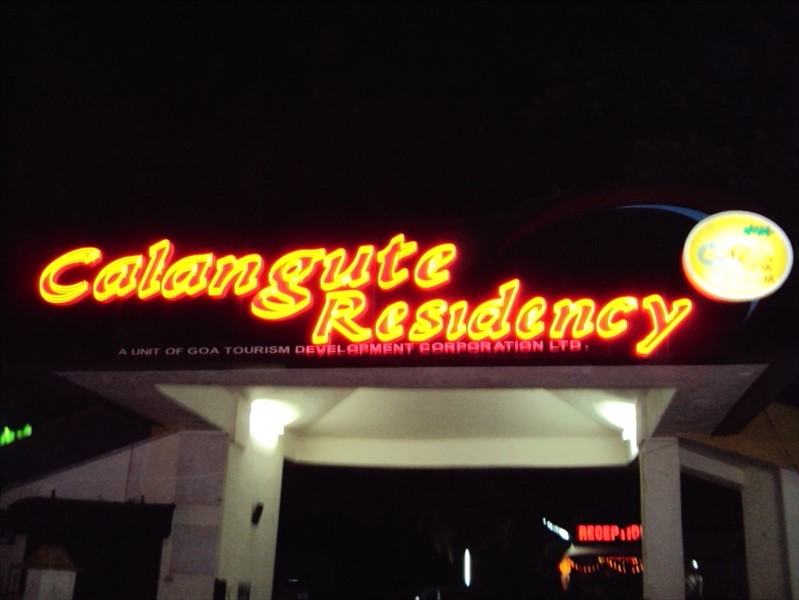 Calangute
Residency
A UNIT OF GOA TOURISM DEVELOPMENT CORPORATION LTD.
RECEPTION